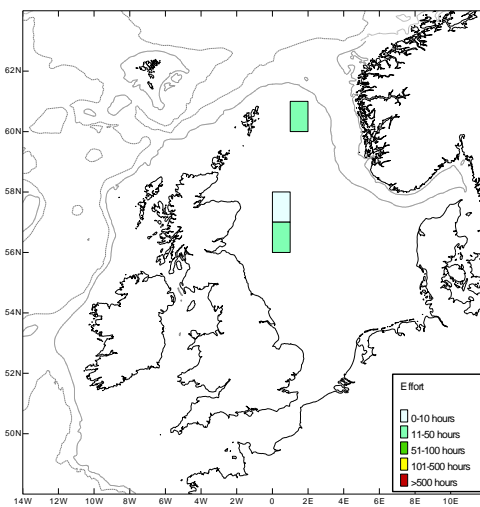 62N
60N
58N
56N
54N
52N
50N
14W 12W 10W 8W 6W 4W 2W 0 2E 4E 6E 8E 10E 12E
Effort
0-10 hours
11-50 hours
51-100 hours
101-500 hours
>500 hours